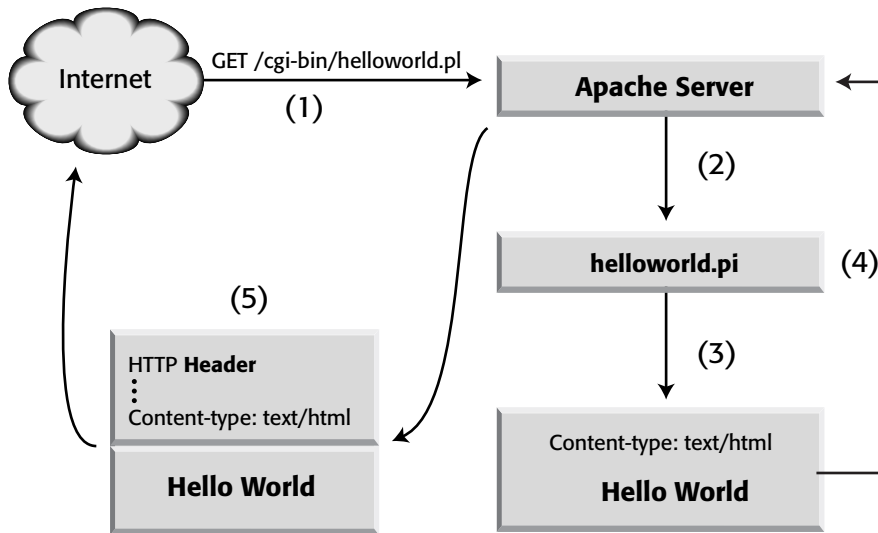 Internet
GET /cgi-bin/helloworld.pl
(1)
Apache Server
(2)
helloworld.pi
(4)
(3)
Content-type: text/html
Hello World
(5)
HTTP Header
Content-type: text/html
Hello World